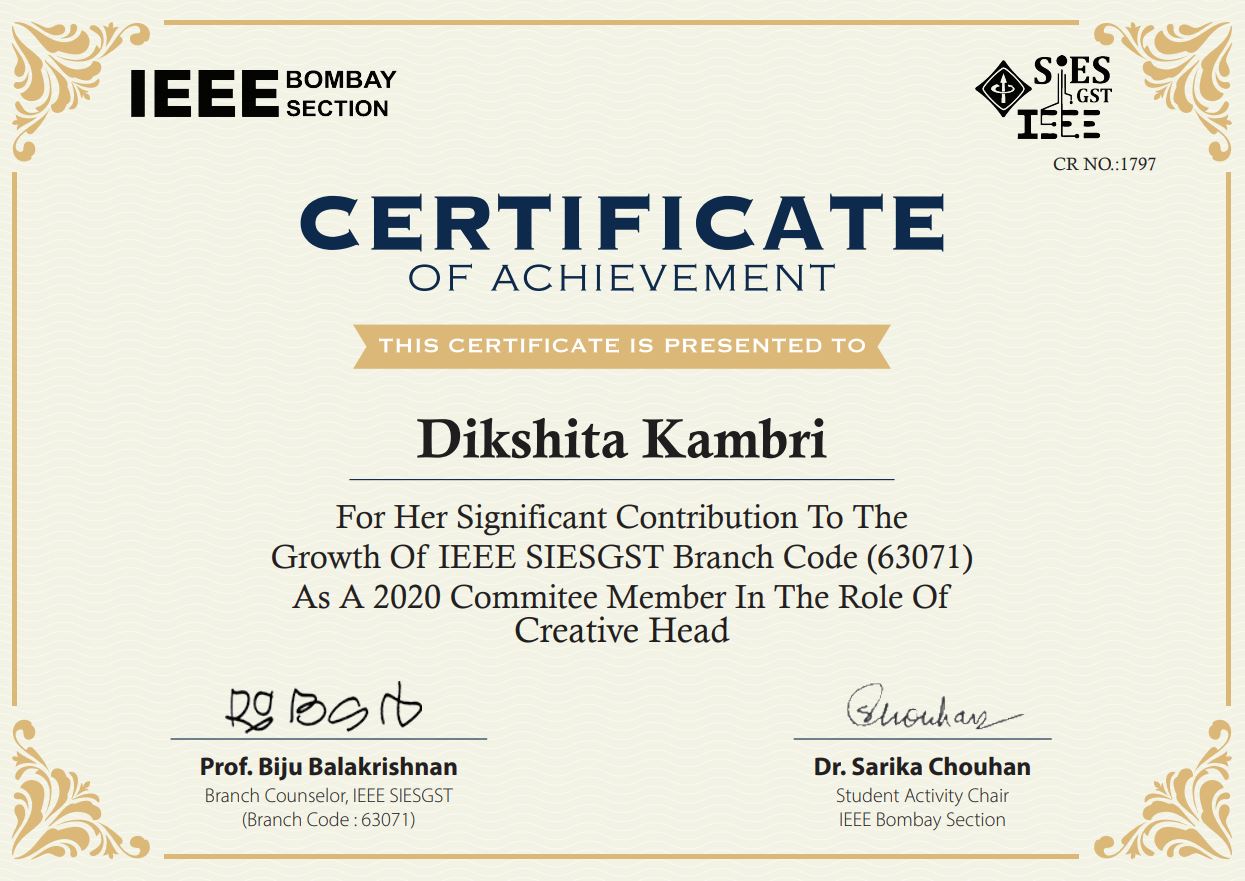 IEEE BOMBAY
SECTION
SIES
GST
IEEE
CR NO.:1797
CERTIFICATE
OF ACHIEVEMENT
THIS CERTIFICATE IS PRESENTED TO
Dikshita Kambri
For Her Significant Contribution To The
Growth Of IEEE SIESGST Branch Code (63071)
As A 2020 Commitee Member In The Role Of
Creative Head
Chouhan
Prof. Biju Balakrishnan
Branch Counselor, IEEE SIESGST
(Branch Code : 63071)
Dr. Sarika Chouhan
Student Activity Chair
IEEE Bombay Section